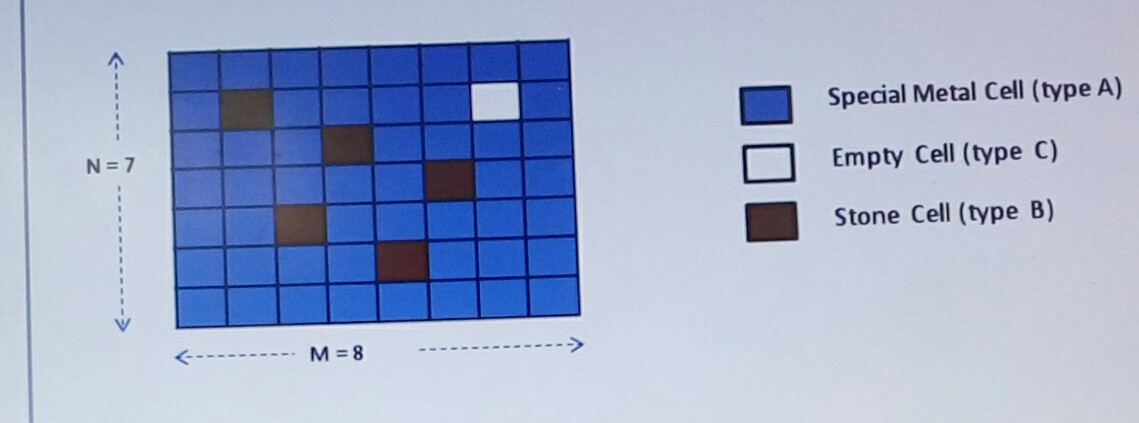 N = 7
M = 8
Special Metal Cell (type A)
Empty Cell (type C)
Stone Cell (type B)